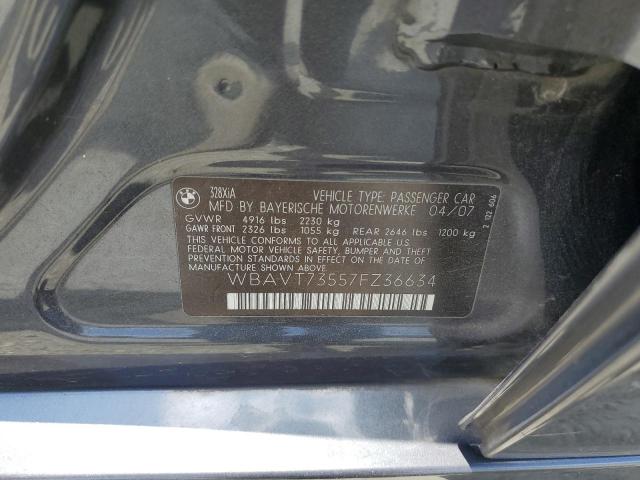 BMW
328XiA
VEHICLE TYPE: PASSENGER CAR
MFD BY BAYERISCHE MOTORENWERKE 04/07
GVWR 4916 lbs 2230 kg
GAWR FRONT 2326 lbs 1055 kg REAR 2646 lbs 1200 kg
THIS VEHICLE CONFORMS TO ALL APPLICABLE U.S.
FEDERAL MOTOR VEHICLE SAFETY, BUMPER AND THEFT
PREVENTION STANDARDS IN EFFECT ON THE DATE OF
MANUFACTURE SHOWN ABOVE.
WBAVT73557FZ36634